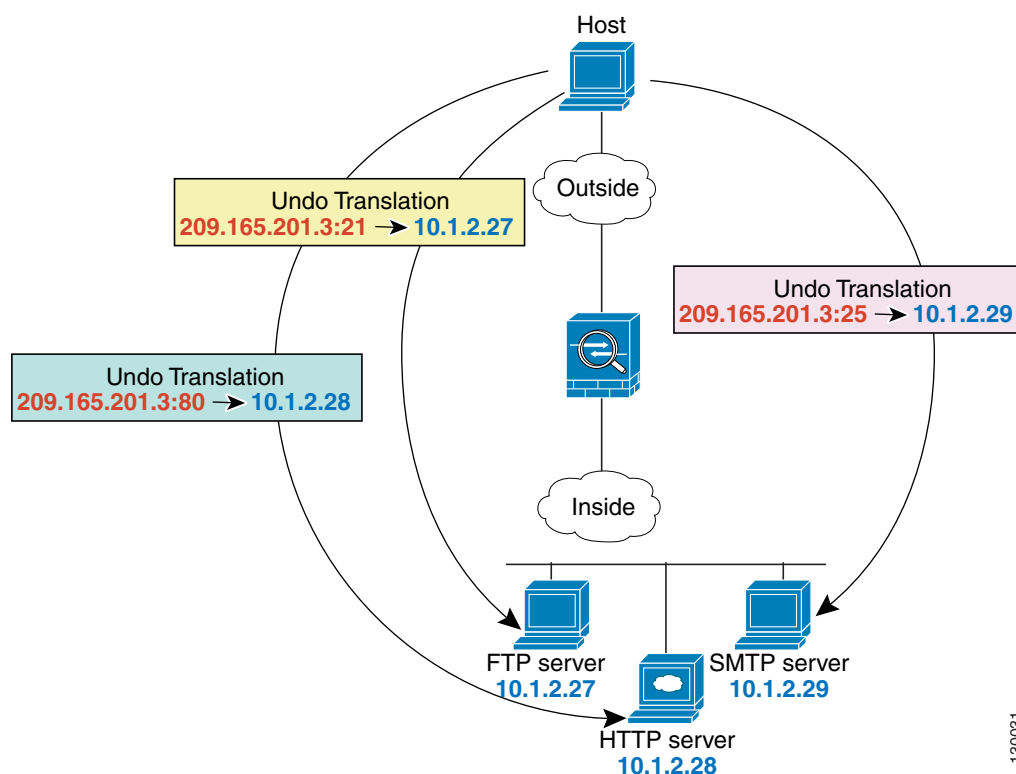 Host
Outside
Undo Translation
209.165.201.3:21 → 10.1.2.27
Undo Translation
209.165.201.3:25 → 10.1.2.29
Undo Translation
209.165.201.3:80 → 10.1.2.28
Inside
FTP server
10.1.2.27
SMTP server
10.1.2.29
HTTP server
10.1.2.28
130031